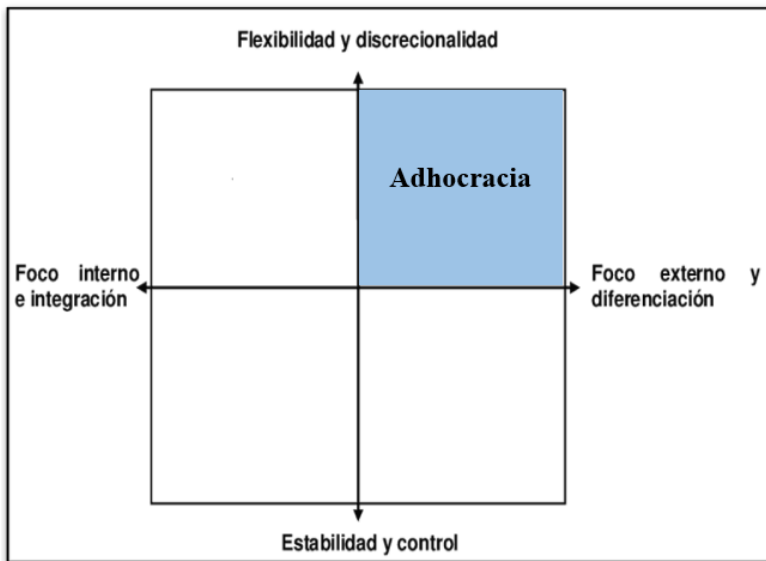 Flexibilidad y discrecionalidad
Adhocracia
Foco interno
e integración
Foco externo y
diferenciación
Estabilidad y control